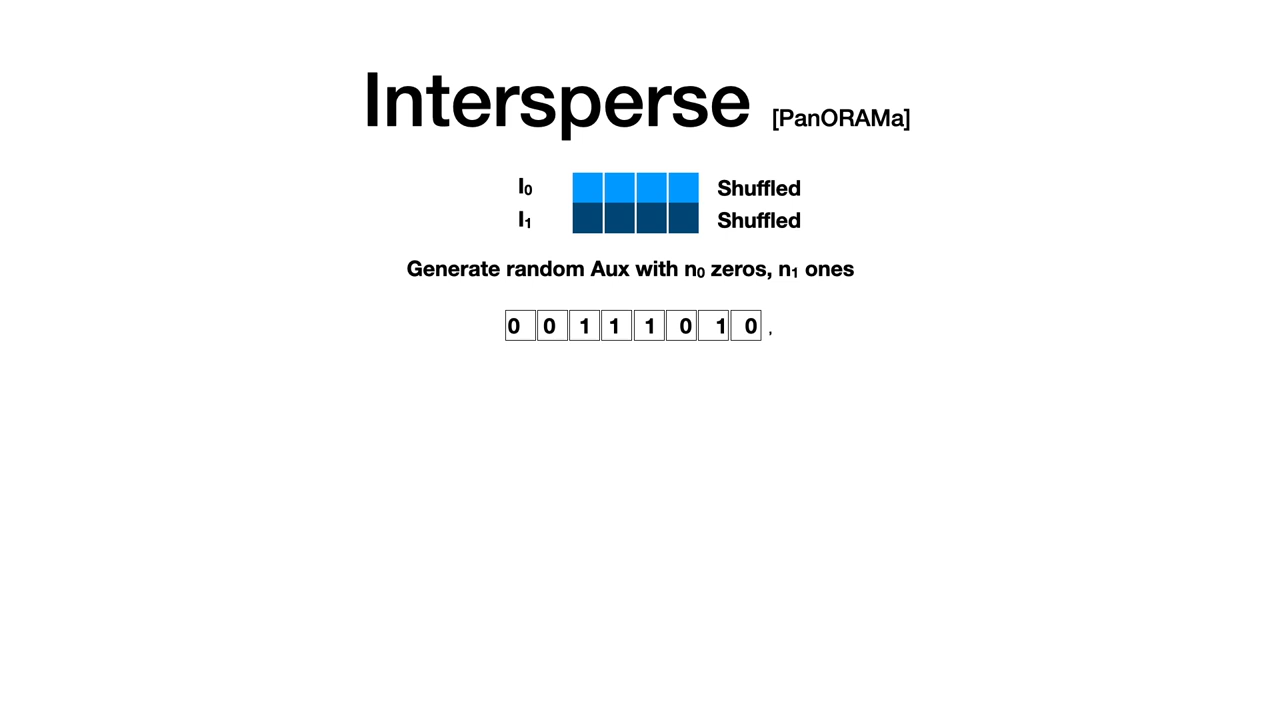 Intersperse [PanORAMa]
I₀ Shuffled
I₁ Shuffled
Generate random Aux with n₀ zeros, n₁ ones
0 0 1 1 1 0 1 0 ,